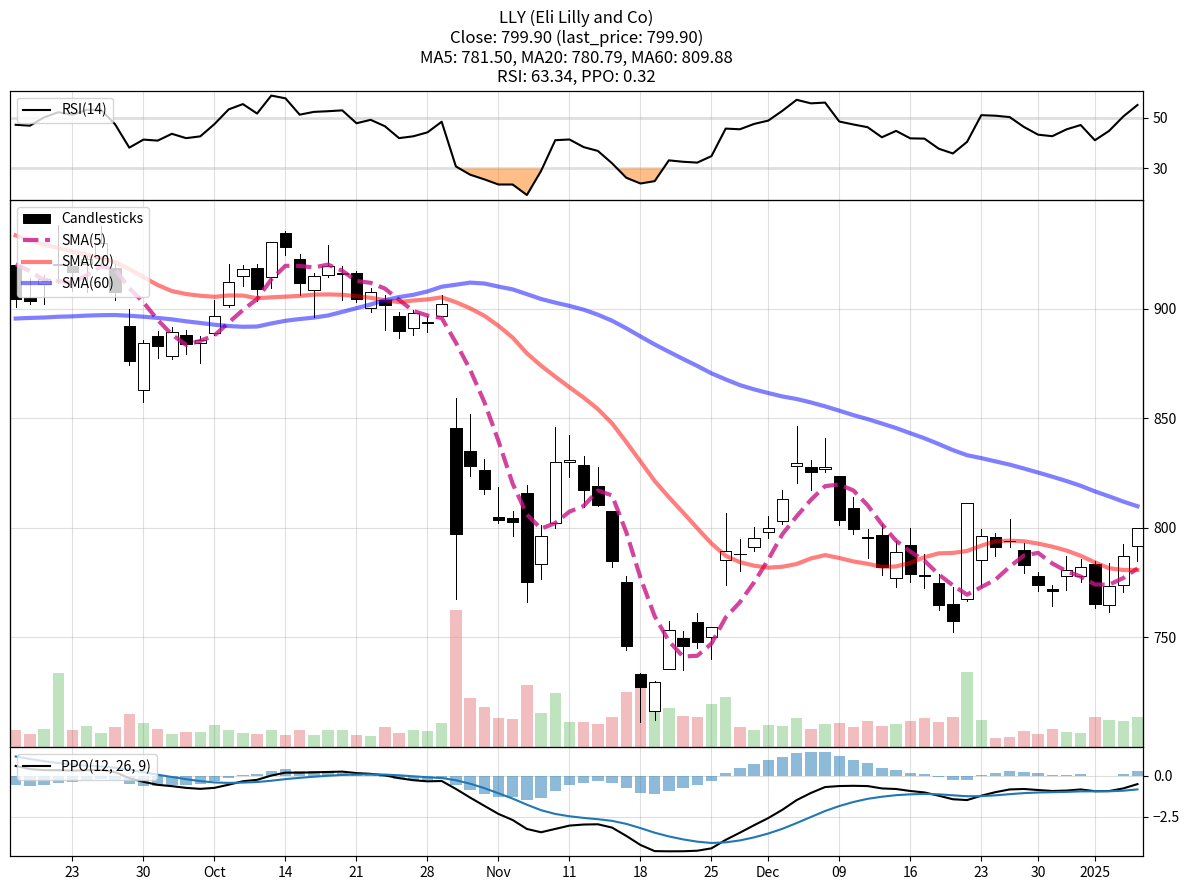 LLY (Eli Lilly and Co)
Close: 799.90 (last_price: 799.90)
MA5: 781.50, MA20: 780.79, MA60: 809.88
RSI: 63.34, PPO: 0.32
RSI(14)
50
30
Candlesticks
SMA(5)
SMA(20)
SMA(60)
900
850
800
750
PPO(12, 26, 9)
0.0
−2.5
23 30 Oct 14 21 28 Nov 11 18 25 Dec 09 16 23 30 2025